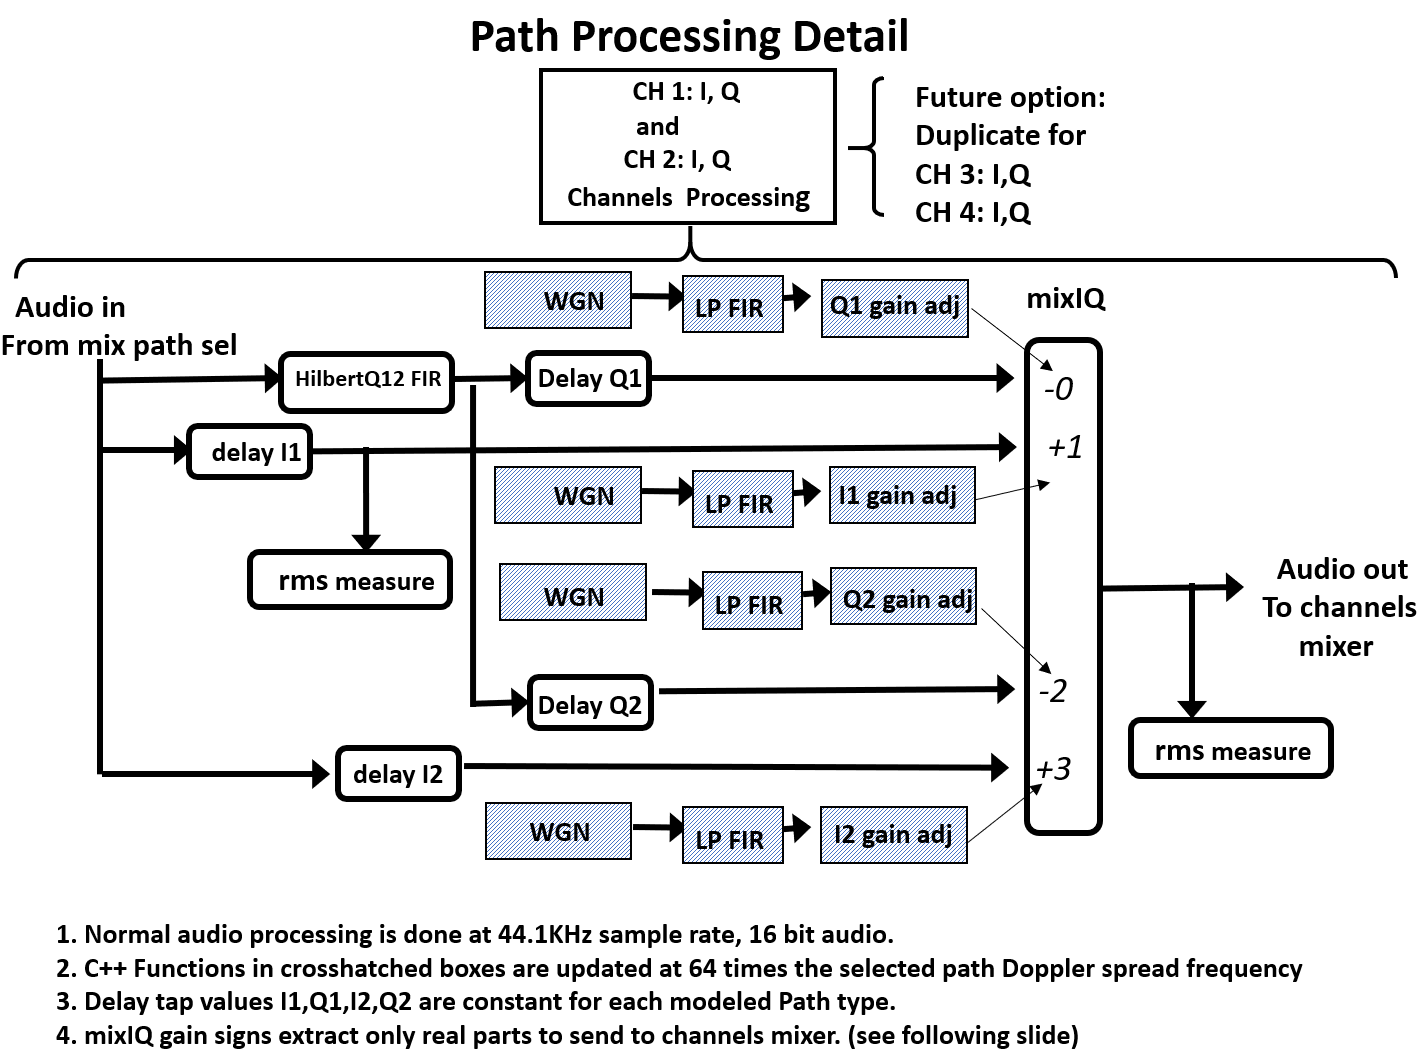 Path Processing Detail
CH 1: I, Q
and
CH 2: I, Q
Channels Processing
Future option:
Duplicate for
CH 3: I,Q
CH 4: I,Q
Audio in
From mix path sel
WGN
LP FIR
Q1 gain adj
mixIQ
HilbertQ12 FIR
Delay Q1
-0
delay I1
+1
WGN
LP FIR
I1 gain adj
rms measure
WGN
LP FIR
Q2 gain adj
Audio out
To channels
mixer
Delay Q2
-2
rms measure
delay I2
+3
WGN
LP FIR
I2 gain adj
1. Normal audio processing is done at 44.1KHz sample rate, 16 bit audio.
2. C++ Functions in crosshatched boxes are updated at 64 times the selected path Doppler spread frequency
3. Delay tap values I1,Q1,I2,Q2 are constant for each modeled Path type.
4. mixIQ gain signs extract only real parts to send to channels mixer. (see following slide)